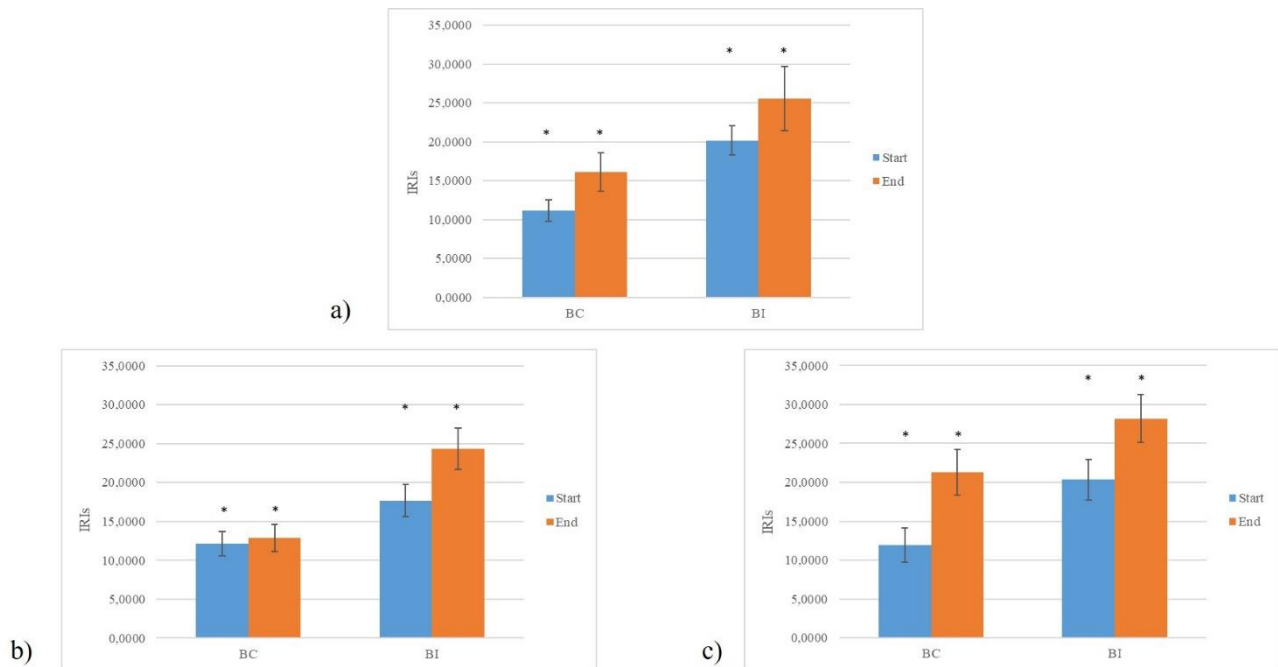 35,0000
30,0000
25,0000
20,0000
15,0000
10,0000
5,0000
0,0000
IRIs
* * * *
BC BI
Start
End
a)
35,0000
30,0000
25,0000
20,0000
15,0000
10,0000
5,0000
0,0000
IRIs
* * * *
BC BI
Start
End
b)
35,0000
30,0000
25,0000
20,0000
15,0000
10,0000
5,0000
0,0000
IRIs
* * * *
BC BI
Start
End
c)